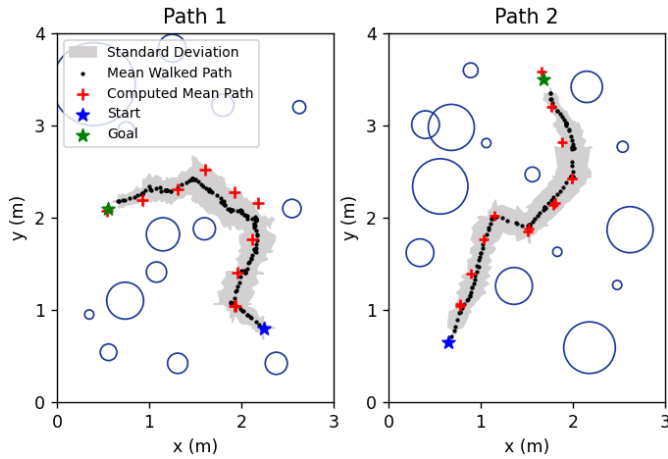 Path 1
Path 2
4
3
2
1
0
y (m)
Standard Deviation
Mean Walked Path
Computed Mean Path
Start
Goal
0
1
2
3
x (m)
4
3
2
1
0
y (m)
0
1
2
3
x (m)